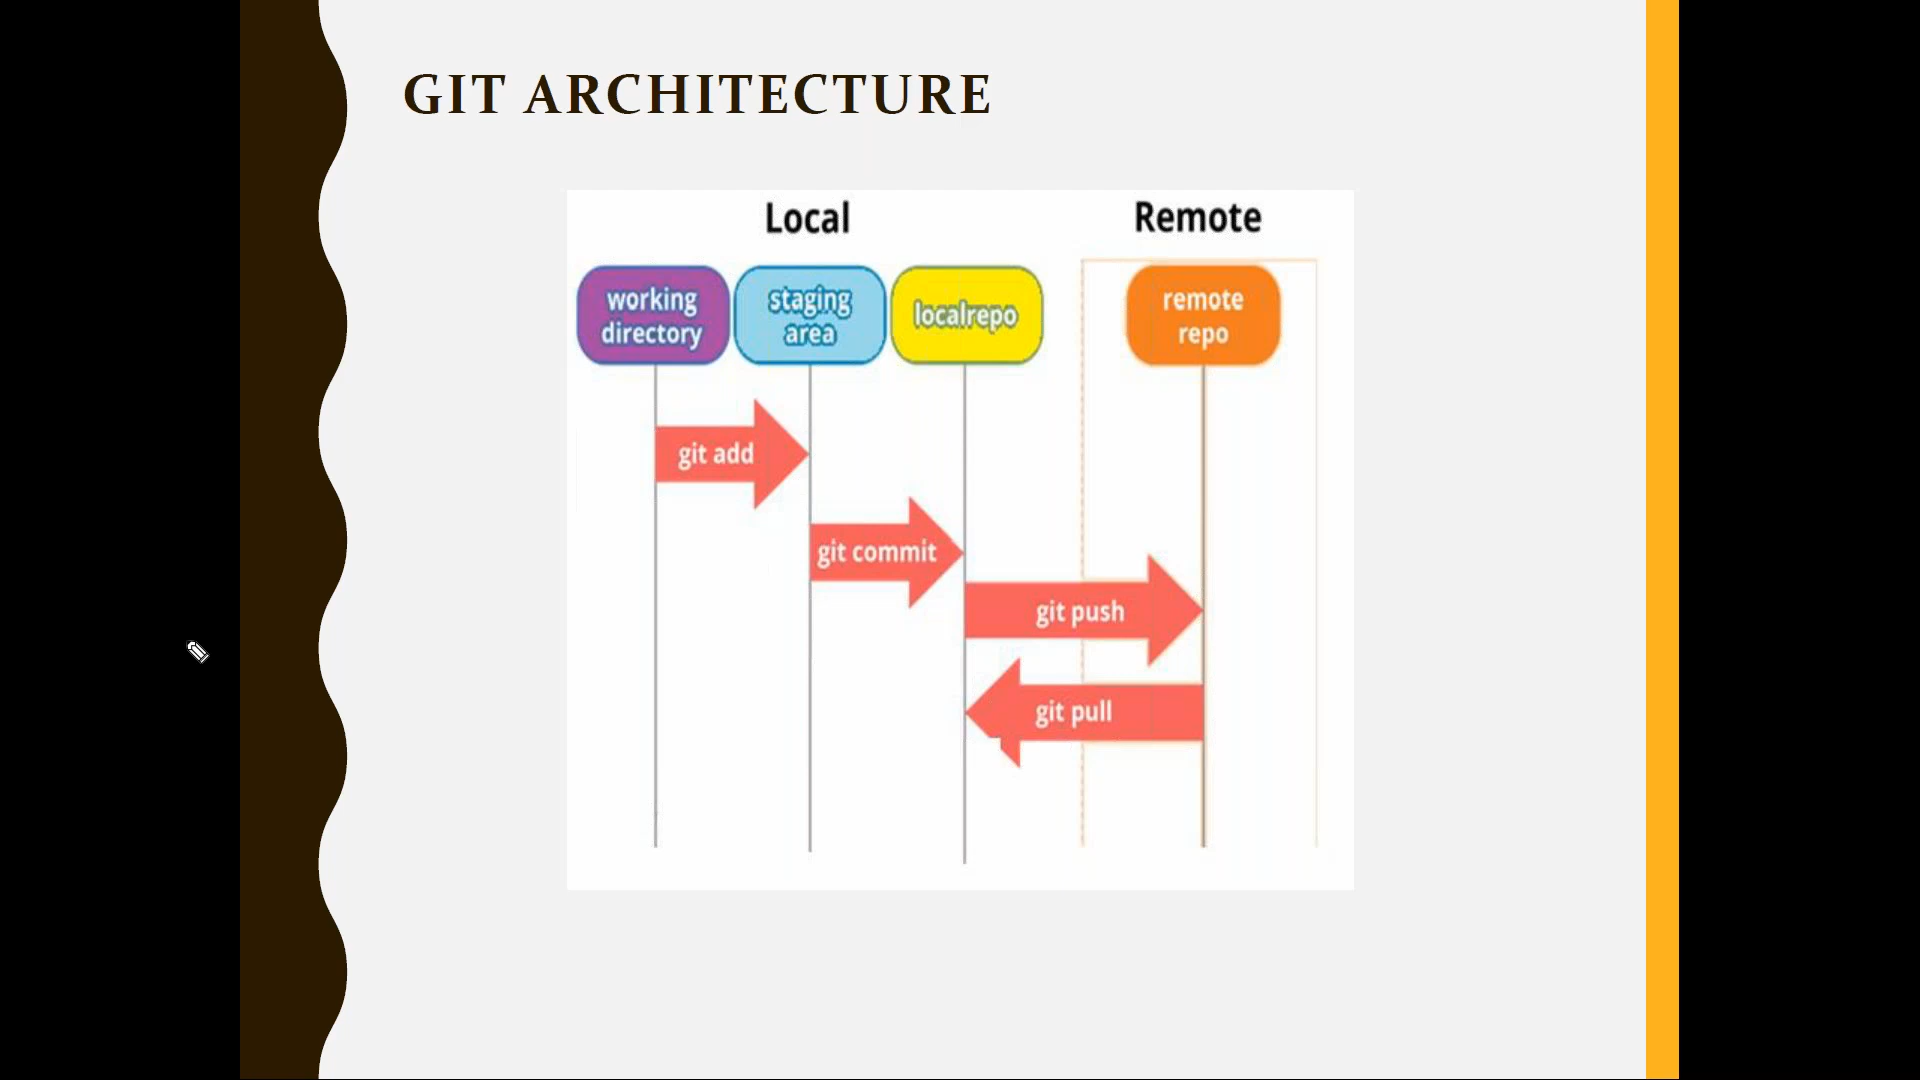 GIT ARCHITECTURE
Local
Remote
working
directory
staging
area
localrepo
remote
repo
git add
git commit
git push
git pull